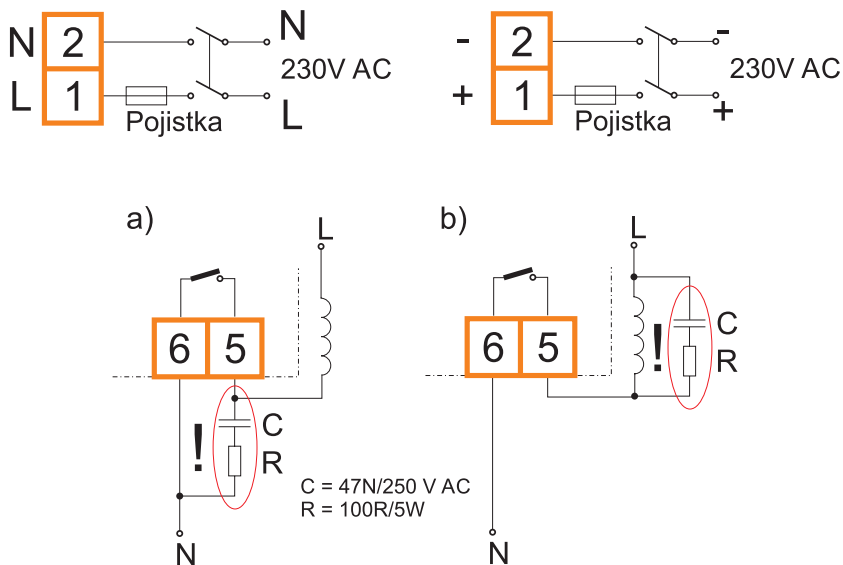 N 2 N
230V AC
L 1 L
Pojistka
- 2 -
230V AC
+ 1 +
Pojistka
a)
L
6 5
!
C
R
N
C = 47N/250 V AC
R = 100R/5W
b)
L
6 5
!
C
R
N